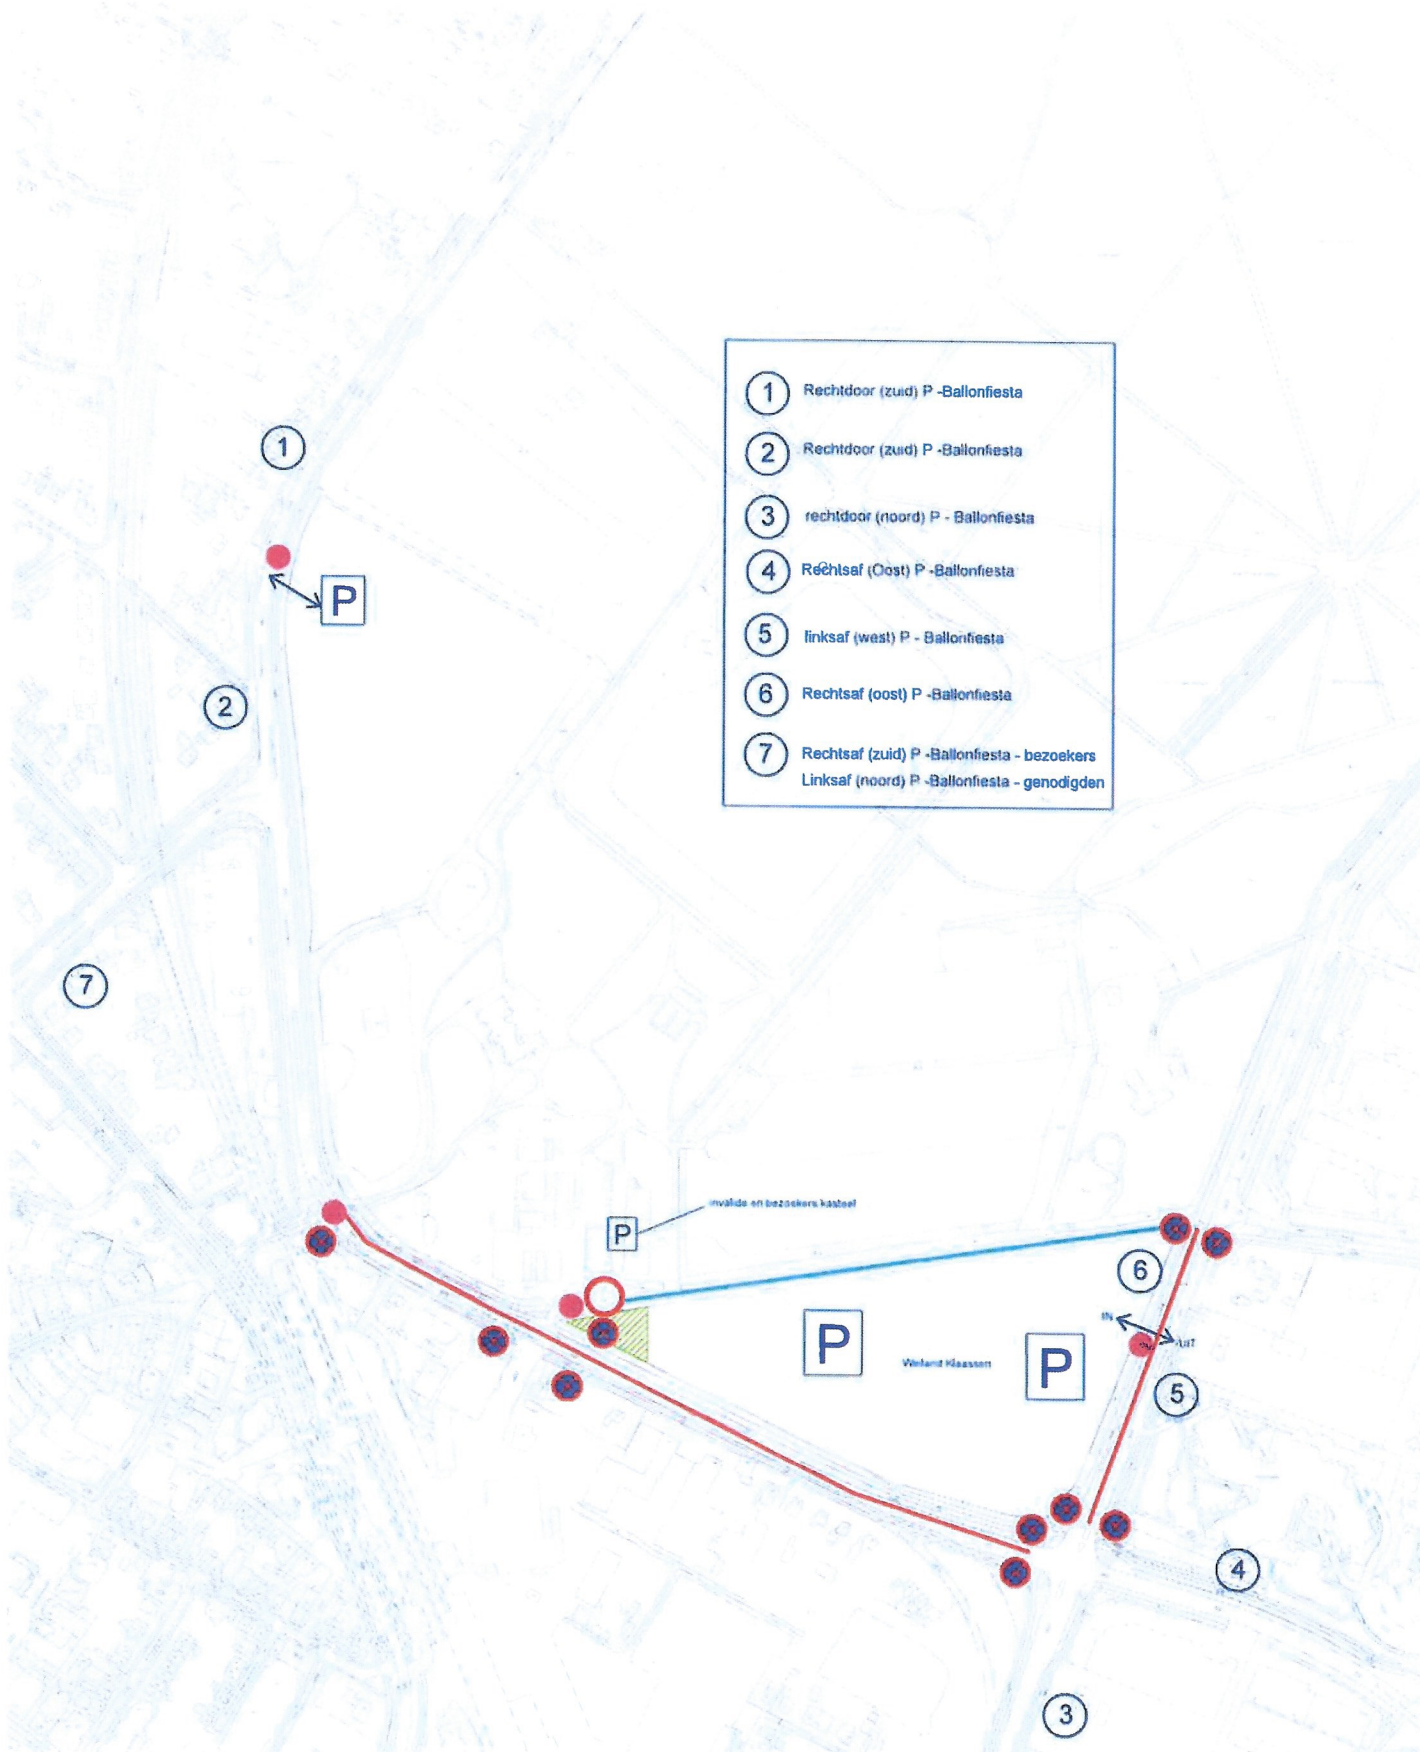 1 Rechtdoor (zuid) P -Ballonfiesta
2 Rechtdoor (zuid) P -Ballonfiesta
3 rechtdoor (noord) P - Ballonfiesta
4 Rechtsaf (Oost) P -Ballonfiesta
5 linksaf (west) P - Ballonfiesta
6 Rechtsaf (oost) P -Ballonfiesta
7 Rechtsaf (zuid) P -Ballonfiesta - bezoekers
Linksaf (noord) P -Ballonfiesta - genodigden
1
P
2
7
invalide en bezoekers kasteel
P
6
IN
UIT
P
Weiland Klaassen
P
5
4
3